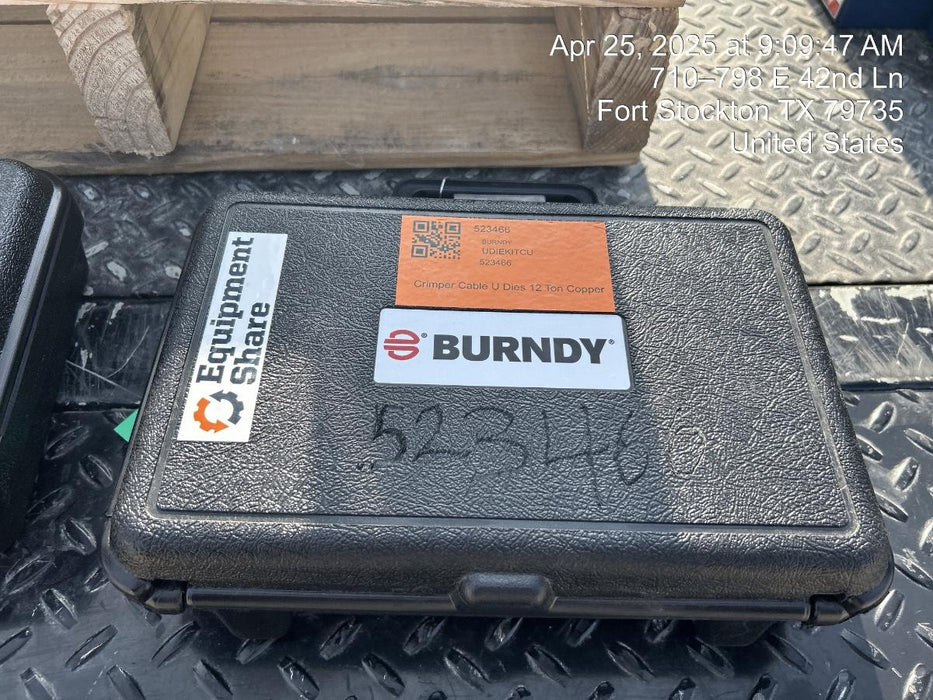 Apr 25, 2025 at 9:09:47 AM
710–798 E 42nd Ln
Fort Stockton TX 79735
United States
523466
BURNDY
UDIEKITCU
523466
Crimper Cable U Dies 12 Ton Copper
Equipment
Share
BURNDY®
523466